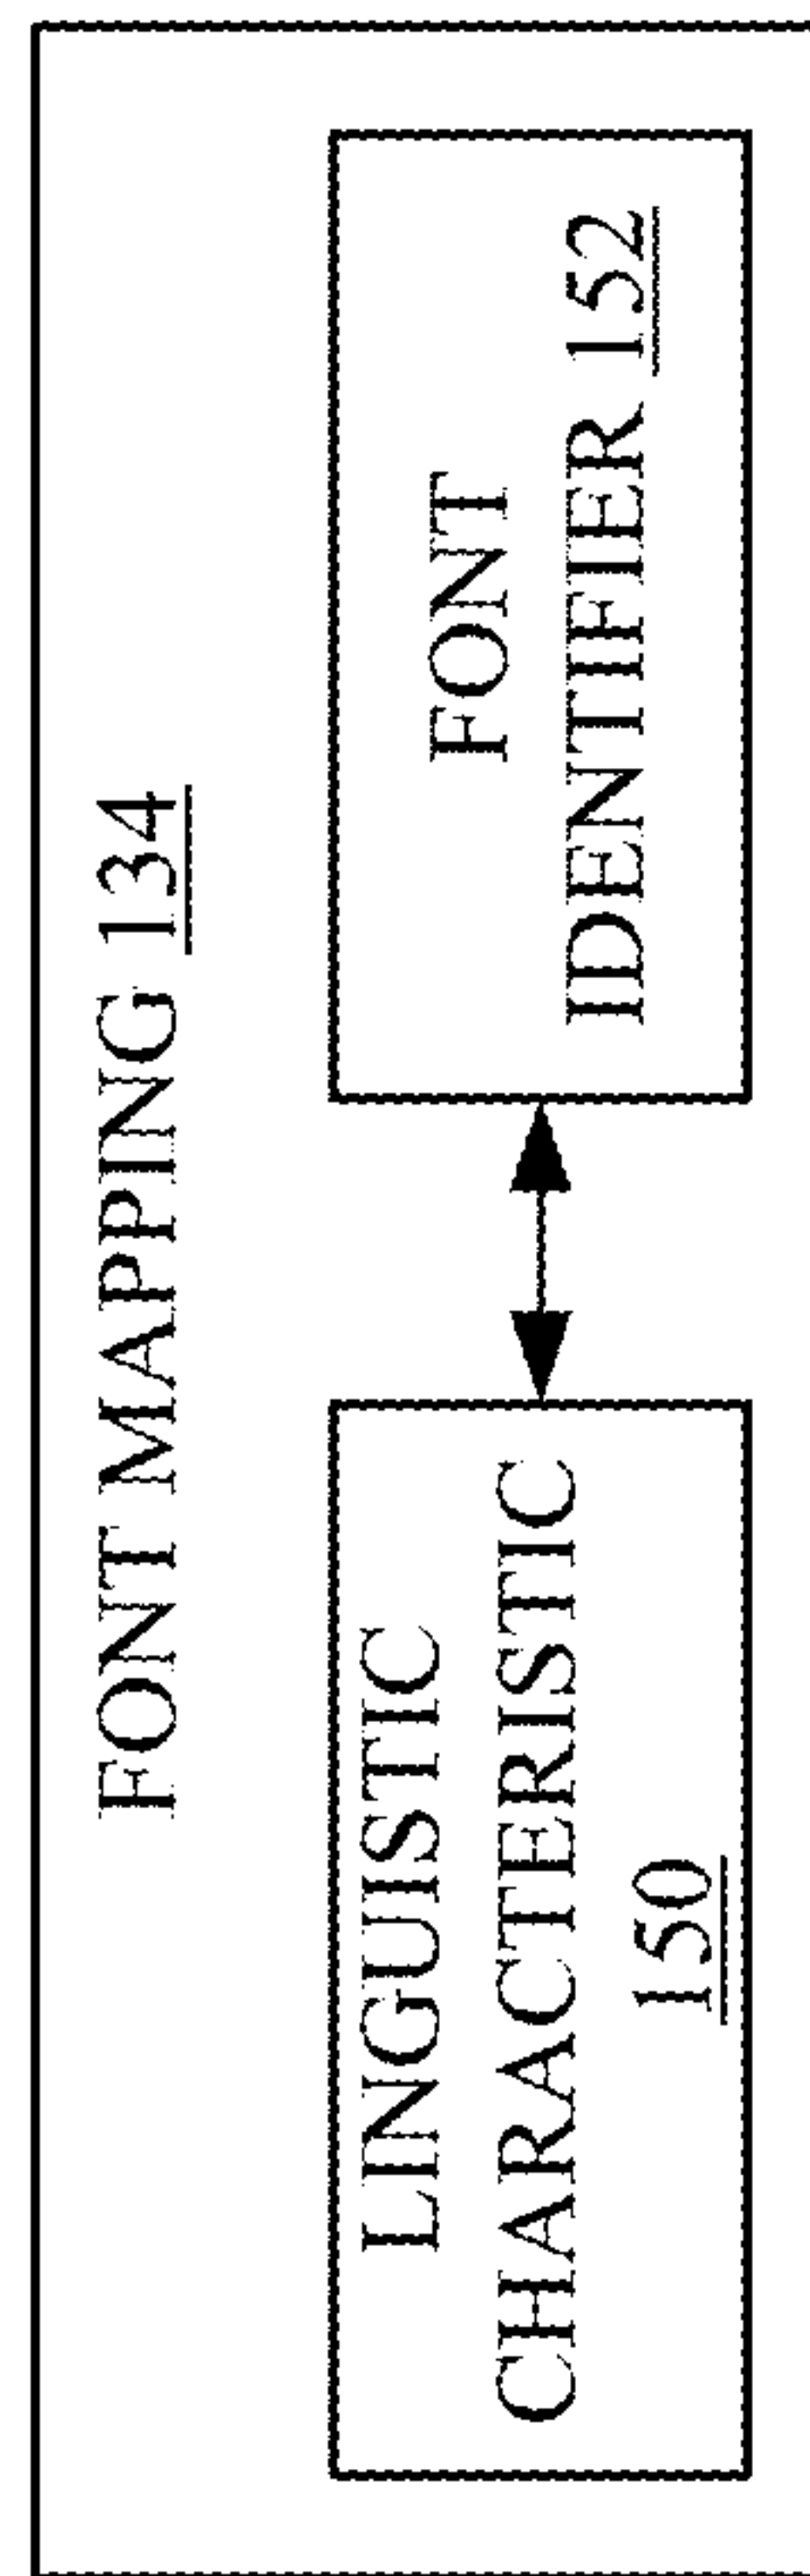 FONT MAPPING 134
LINGUISTIC
CHARACTERISTIC
150
FONT
IDENTIFIER 152